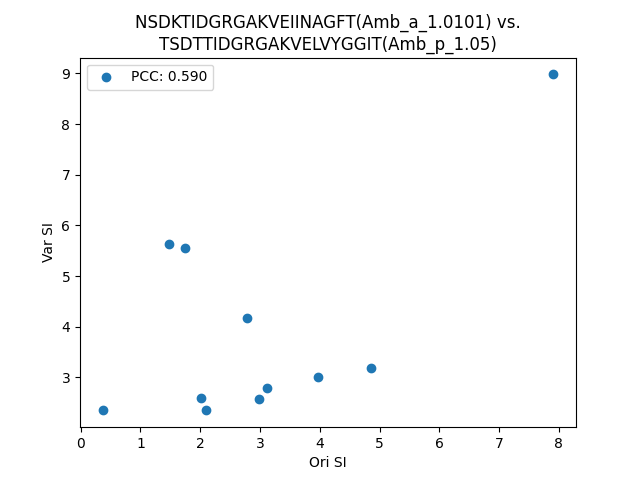 NSDKTIDGRGAKVEIINAGFT(Amb_a_1.0101) vs.
TSDTTIDGRGAKVELVYGGIT(Amb_p_1.05)
PCC: 0.590
9
8
7
6
5
4
3
Var SI
0 1 2 3 4 5 6 7 8
Ori SI